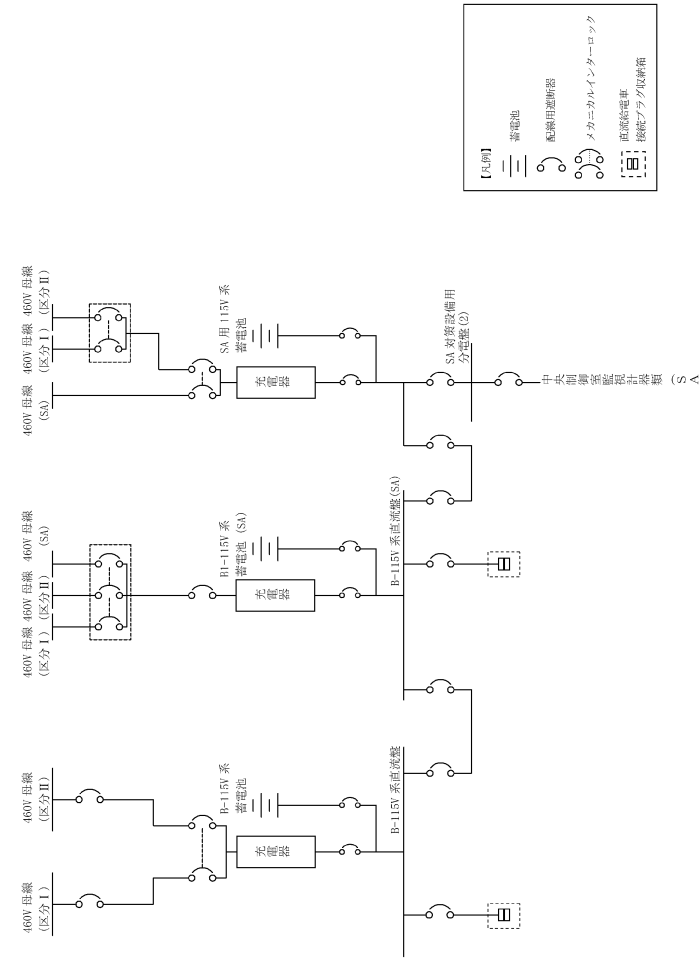 【凡例】
蓄電池
配線用遮断器
メカニカルインターロック
直流給電車
接続プラグ収納箱
460V 母線
(SA)
460V 母線
(区分Ⅰ)
460V 母線
(区分Ⅱ)
SA 用 115V 系
蓄電池
充電器
SA 対策設備用
分電盤(2)
中央制御室監視計器類 (ＳＡ
460V 母線
(区分Ⅰ)
460V 母線
(区分Ⅱ)
460V 母線
(SA)
B1-115V 系
蓄電池 (SA)
充電器
B-115V 系直流盤(SA)
460V 母線
(区分Ⅰ)
460V 母線
(区分Ⅱ)
B-115V 系
蓄電池
充電器
B-115V 系直流盤